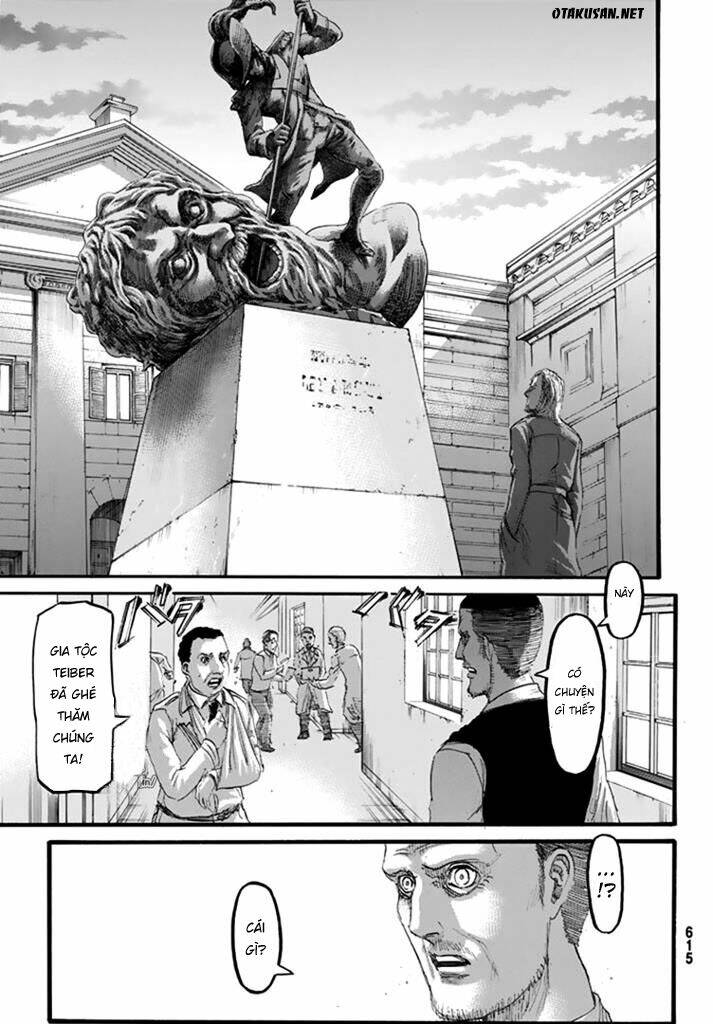 OTAKUSAN.NET
NÀY
CÓ
CHUYỆN
GÌ THẾ?
GIA TỘC
TEIBER
ĐÃ GHÉ
THĂM
CHÚNG
TA!
...
!?
CÁI
GÌ?
615